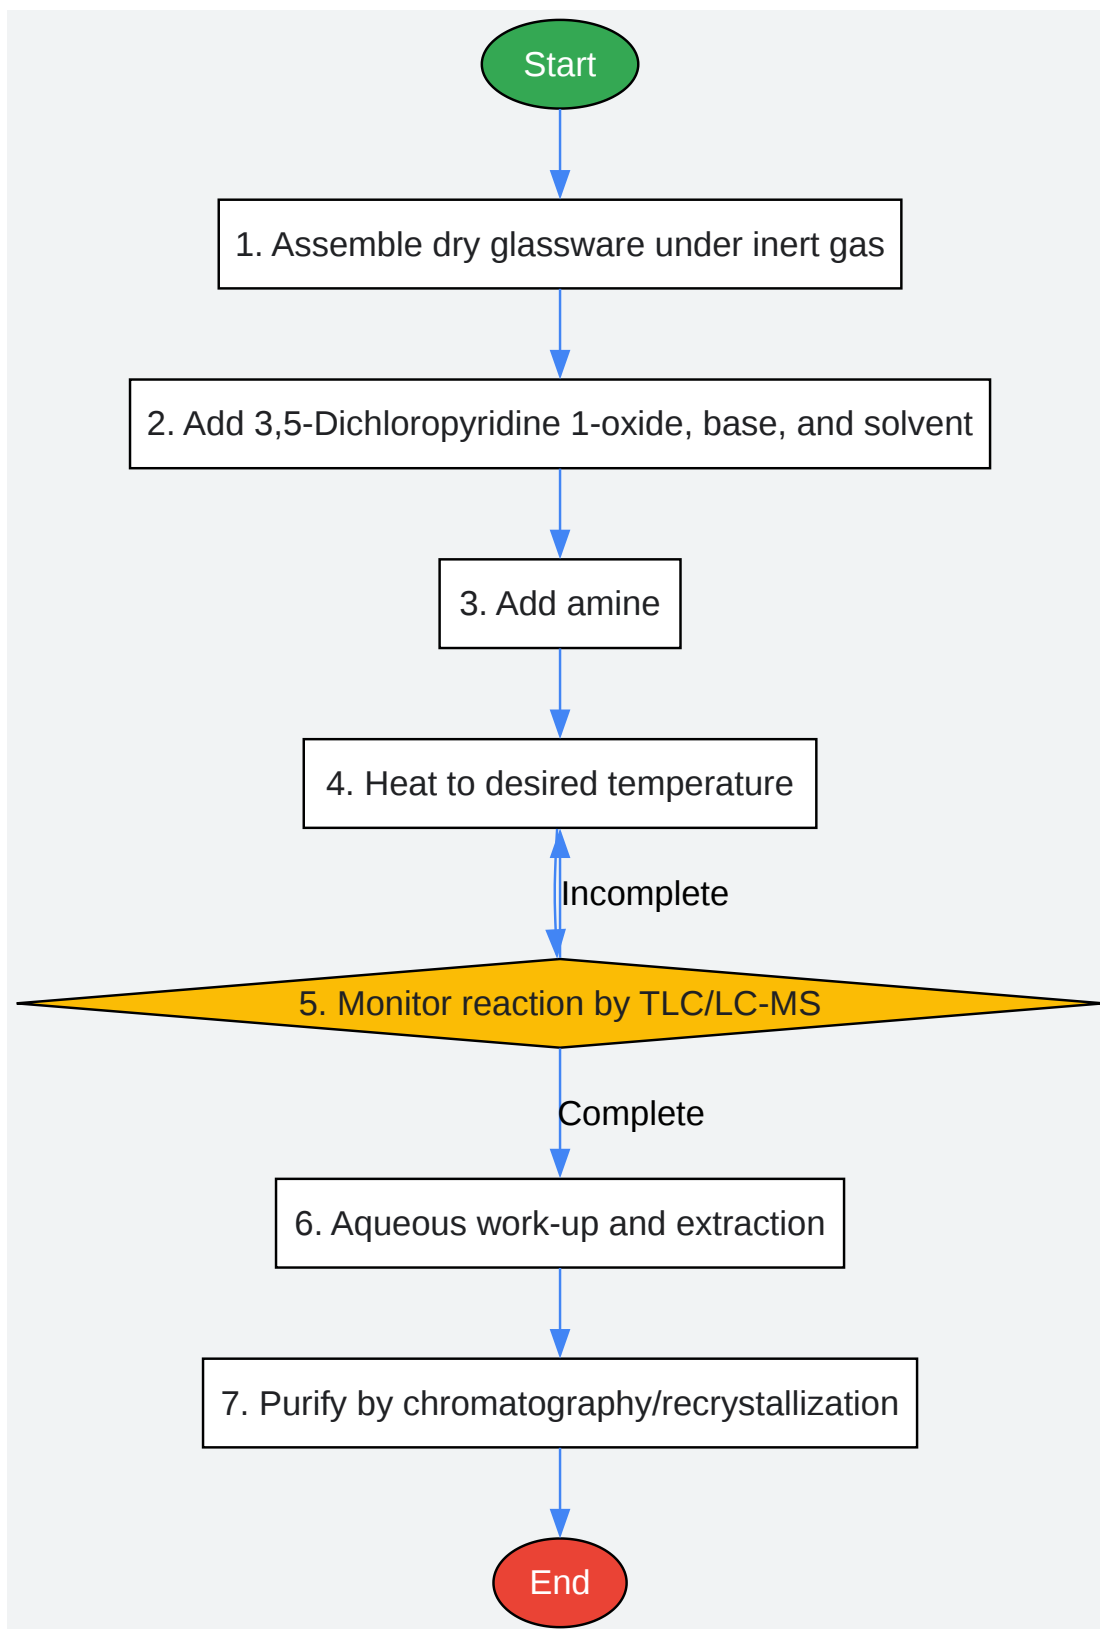 Start
1. Assemble dry glassware under inert gas
2. Add 3,5-Dichloropyridine 1-oxide, base, and solvent
3. Add amine
4. Heat to desired temperature
Incomplete
5. Monitor reaction by TLC/LC-MS
Complete
6. Aqueous work-up and extraction
7. Purify by chromatography/recrystallization
End